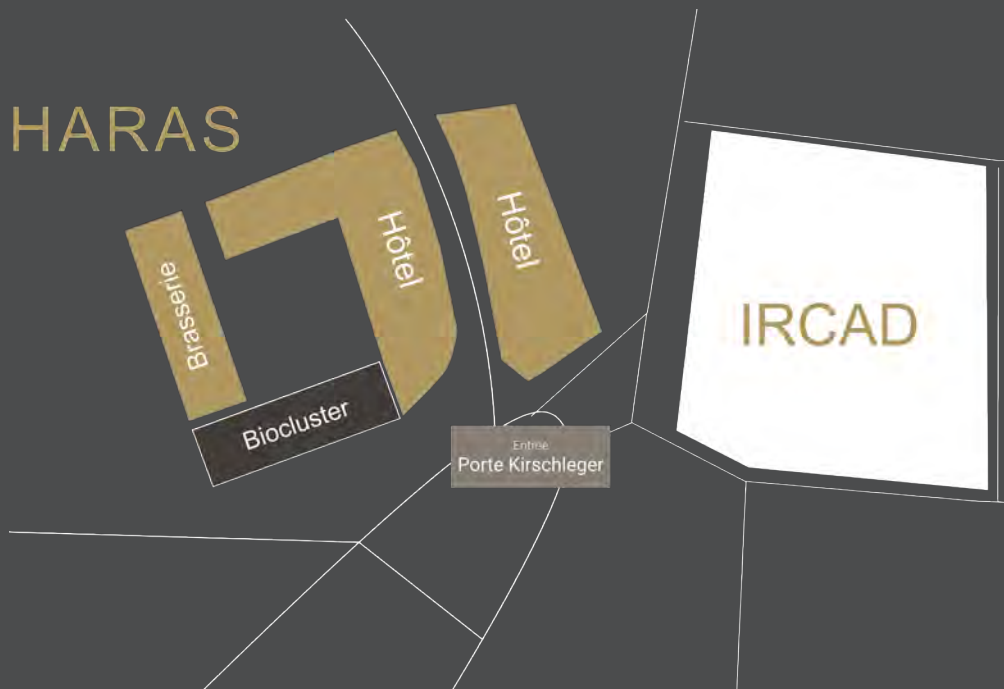 HARAS
Hôtel
Hôtel
Brasserie
IRCAD
Biocluster
Entrée
Porte Kirschleger